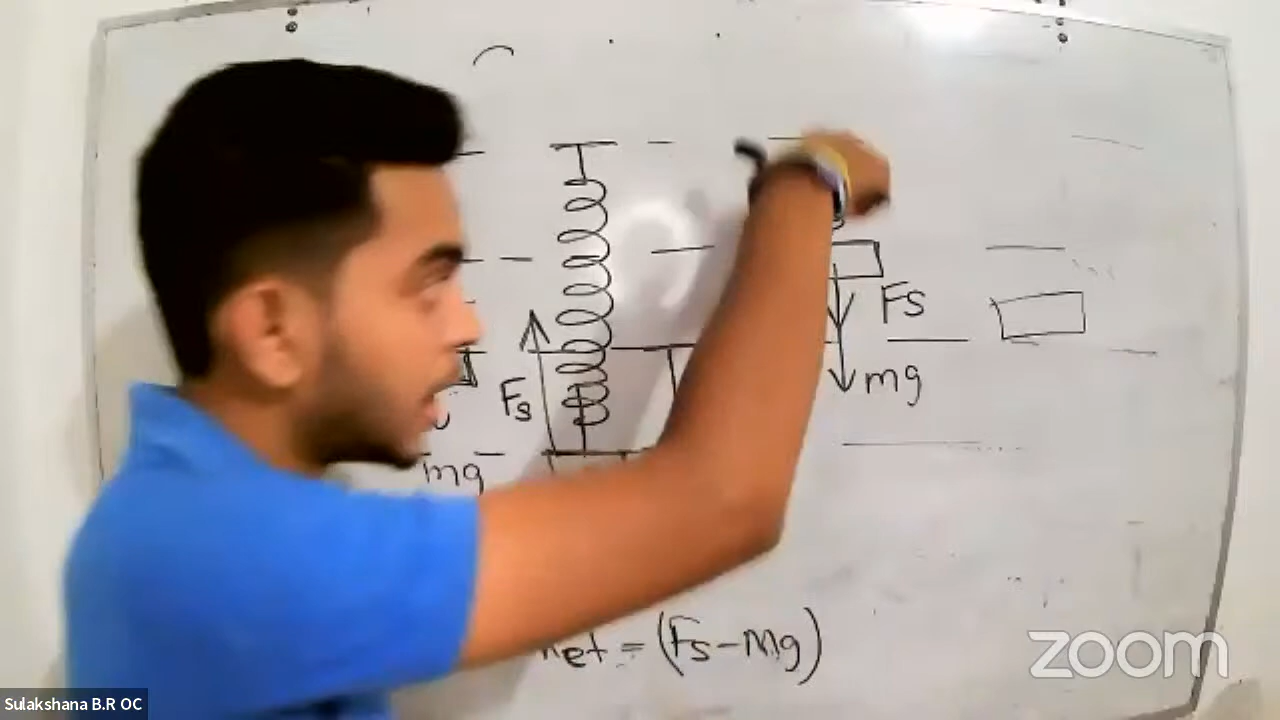 Fs
mg
Fs
mg
net = (Fs-mg)
zoom
Sulakshana B.R OC